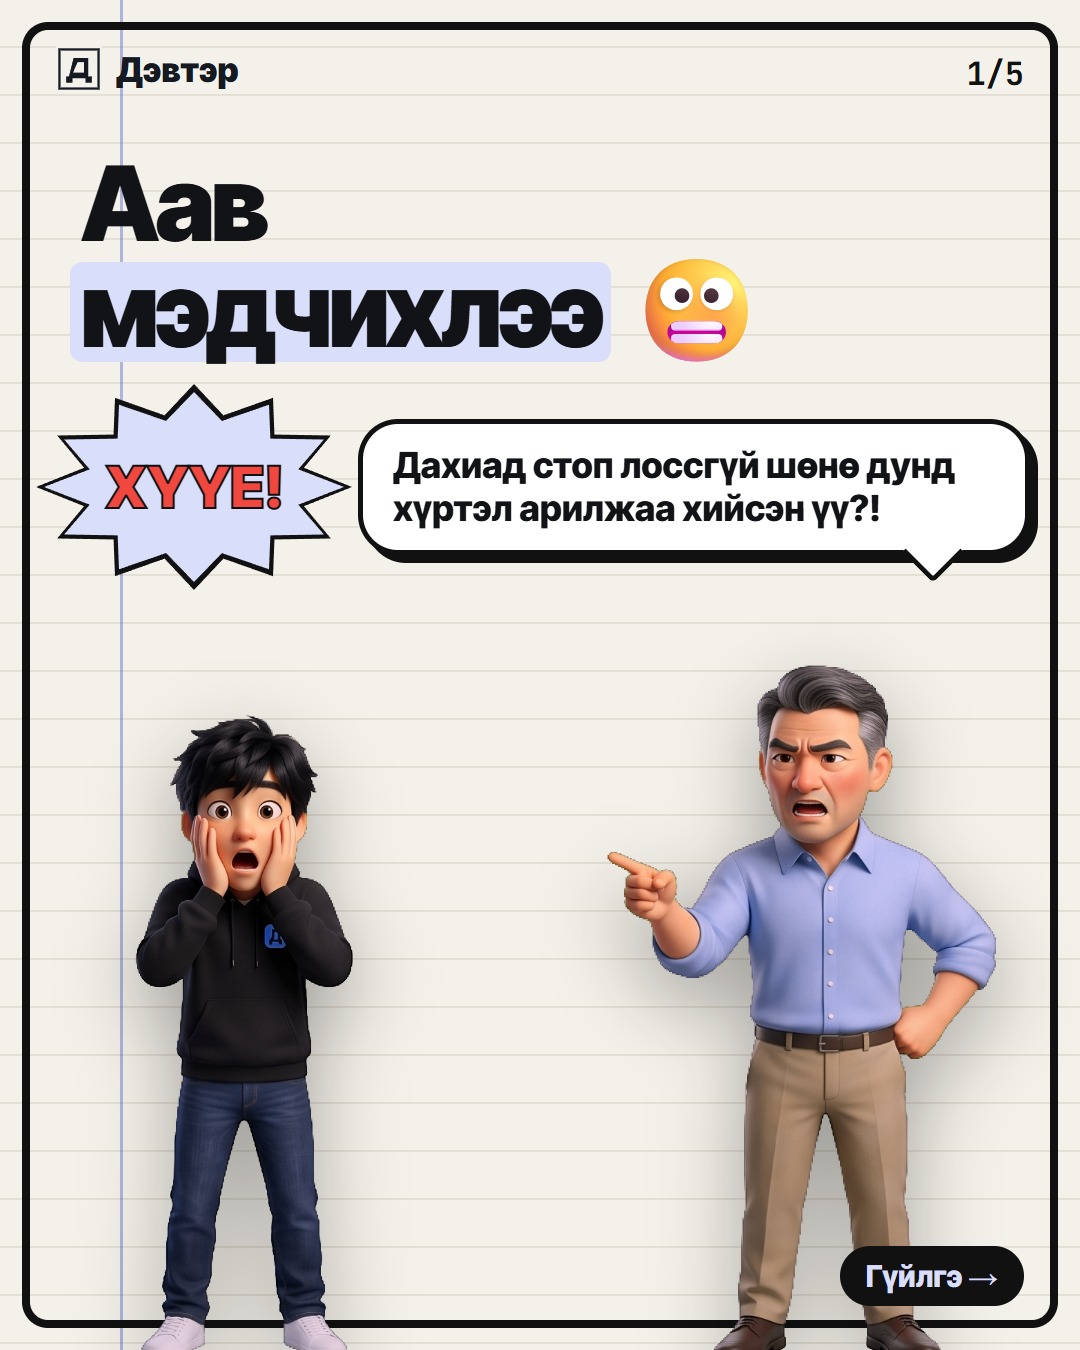 Д Дэвтэр
1/5
Аав
мэдчихлээ
ХҮҮЕ!
Дахиад стоп лоссгүй шөнө дунд
хүртэл арилжаа хийсэн үү?!
Д
Гүйлгэ →